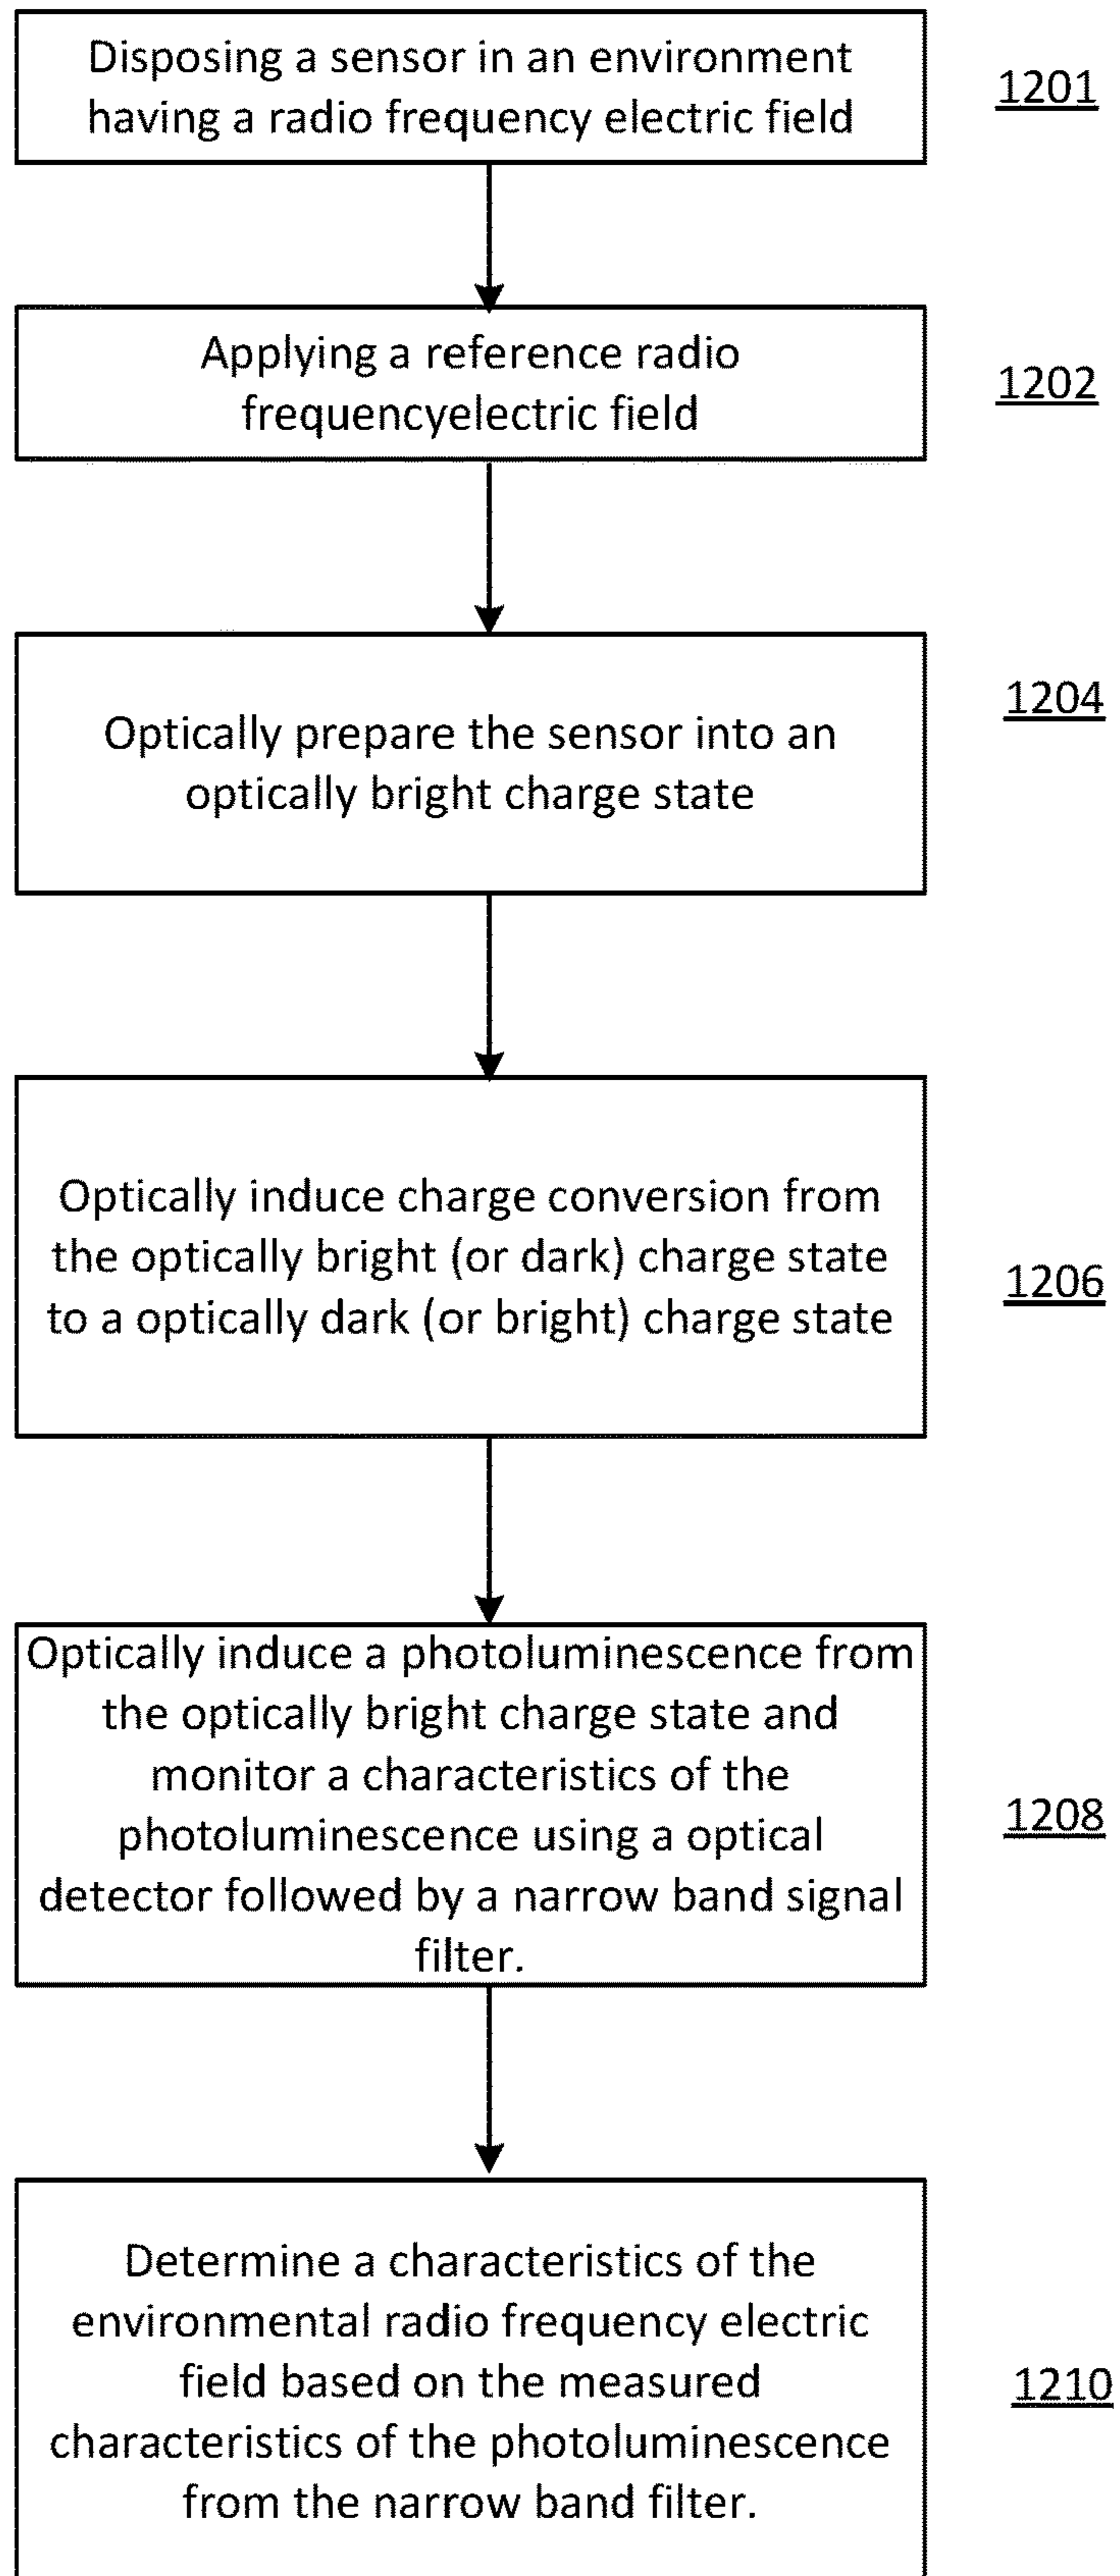 Disposing a sensor in an environment
having a radio frequency electric field
1201
Applying a reference radio
frequencyelectric field
1202
Optically prepare the sensor into an
optically bright charge state
1204
Optically induce charge conversion from
the optically bright (or dark) charge state
to a optically dark (or bright) charge state
1206
Optically induce a photoluminescence from
the optically bright charge state and
monitor a characteristics of the
photoluminescence using a optical
detector followed by a narrow band signal
filter.
1208
Determine a characteristics of the
environmental radio frequency electric
field based on the measured
characteristics of the photoluminescence
from the narrow band filter.
1210